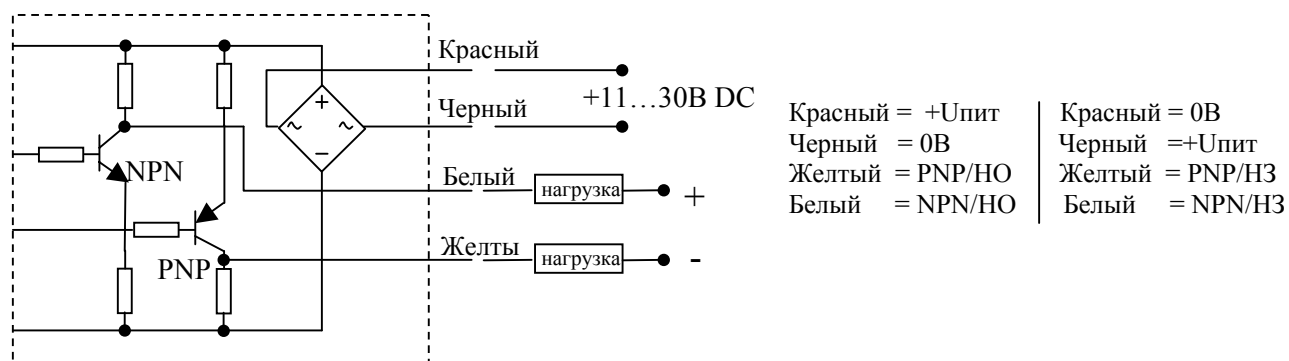 Красный
+11…30В DC
Черный
NPN
Белый
нагрузка
+
PNP
Желты
нагрузка
-
+
~
~
−
Красный = +Uпит
Черный = 0В
Желтый = PNP/НО
Белый = NPN/НО
Красный = 0В
Черный =+Uпит
Желтый = PNP/НЗ
Белый = NPN/НЗ